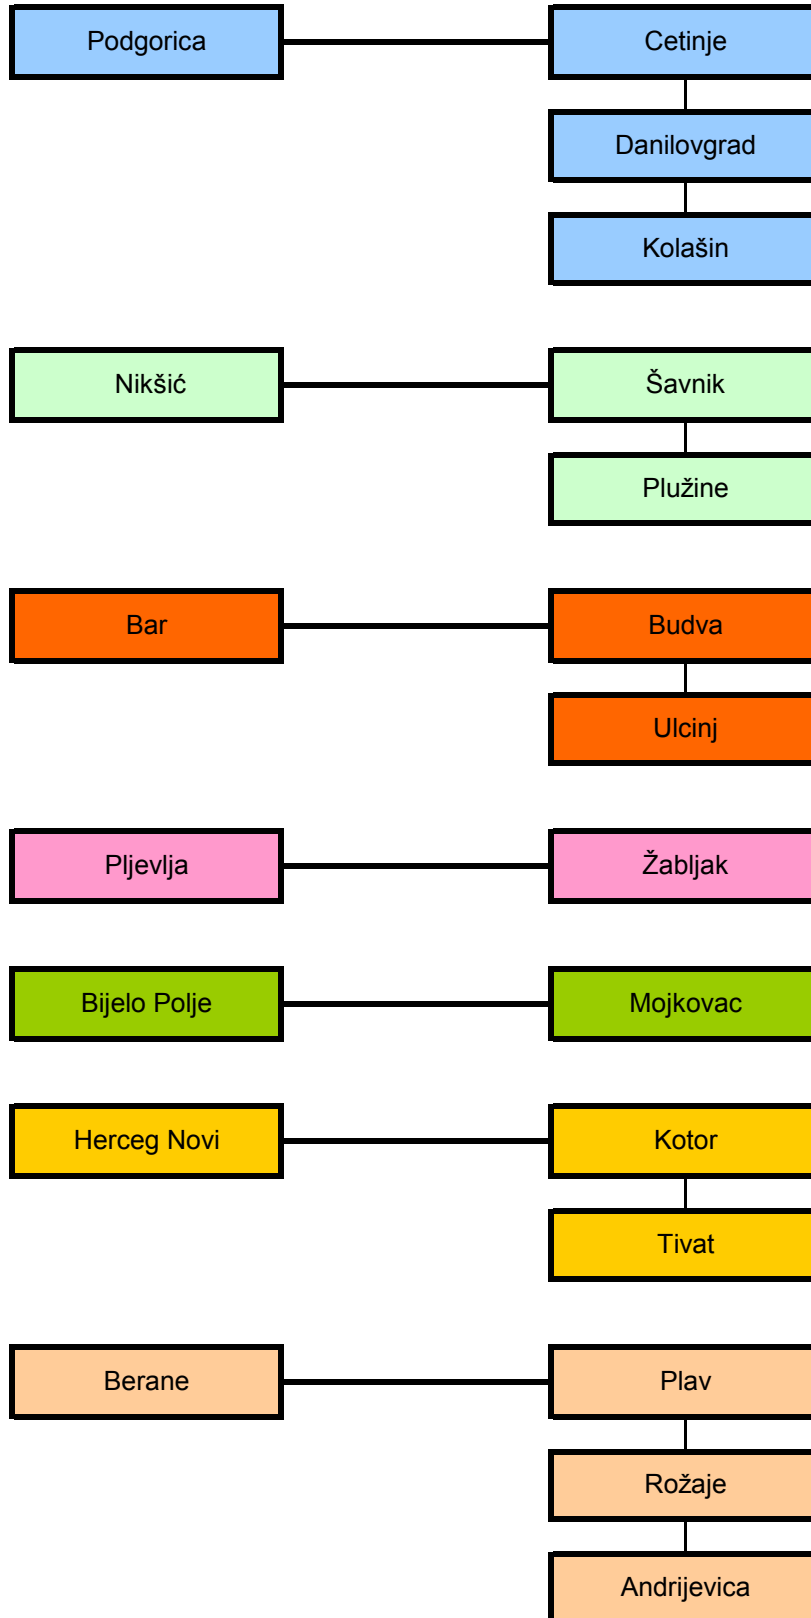 Podgorica
Cetinje
Danilovgrad
Kolašin
Nikšić
Šavnik
Plužine
Bar
Budva
Ulcinj
Pljevlja
Žabljak
Bijelo Polje
Mojkovac
Herceg Novi
Kotor
Tivat
Berane
Plav
Rožaje
Andrijevica